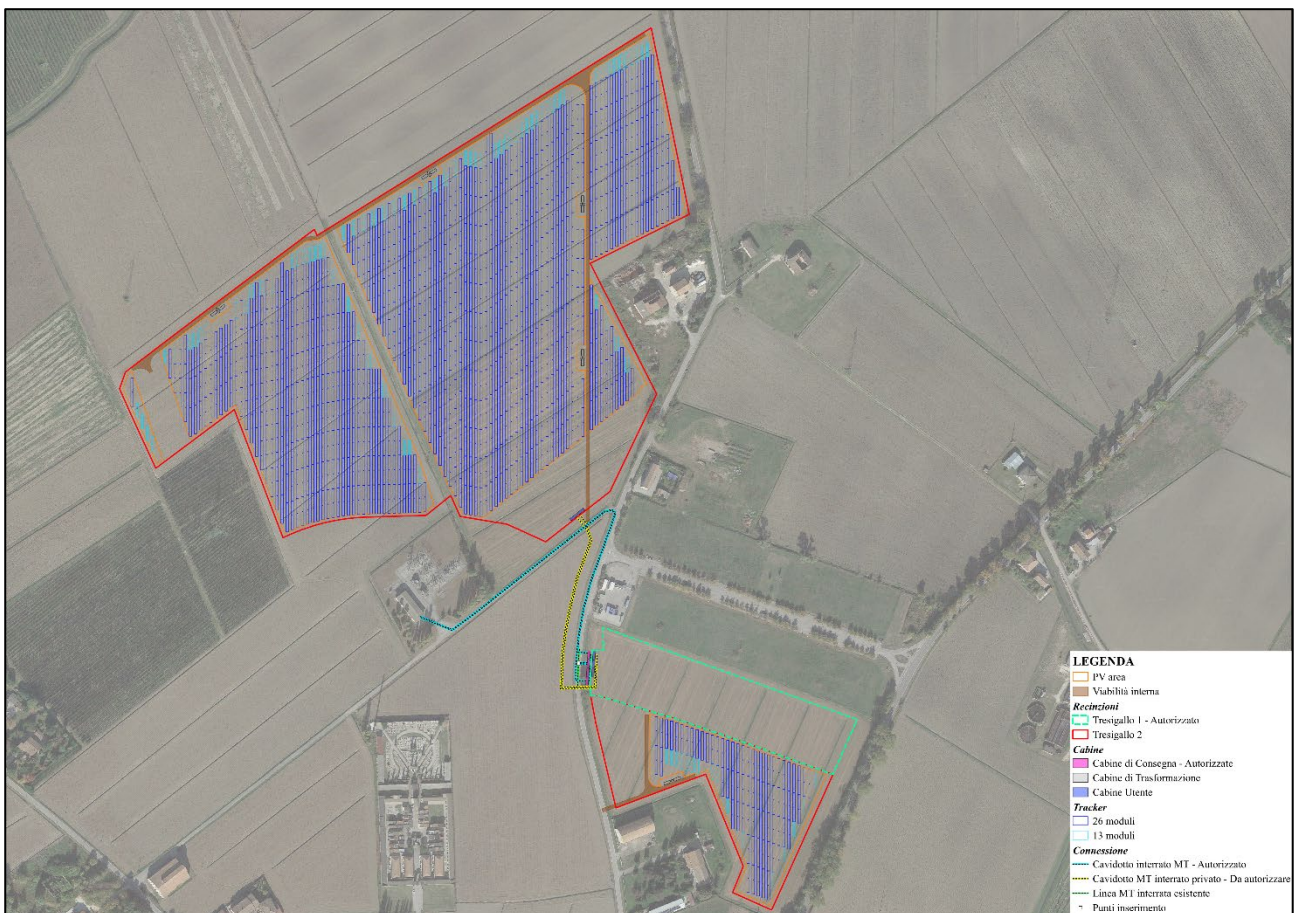 LEGENDA
PV area
Viabilità interna
Recinzioni
Tresigallo 1 - Autorizzato
Tresigallo 2
Cabine
Cabine di Consegna - Autorizzate
Cabine di Trasformazione
Cabine Utente
Tracker
26 moduli
13 moduli
Connessione
Cavidotto interrato MT - Autorizzato
Cavidotto MT interrato privato - Da autorizzare
Linea MT interrata esistente
Punti inserimento